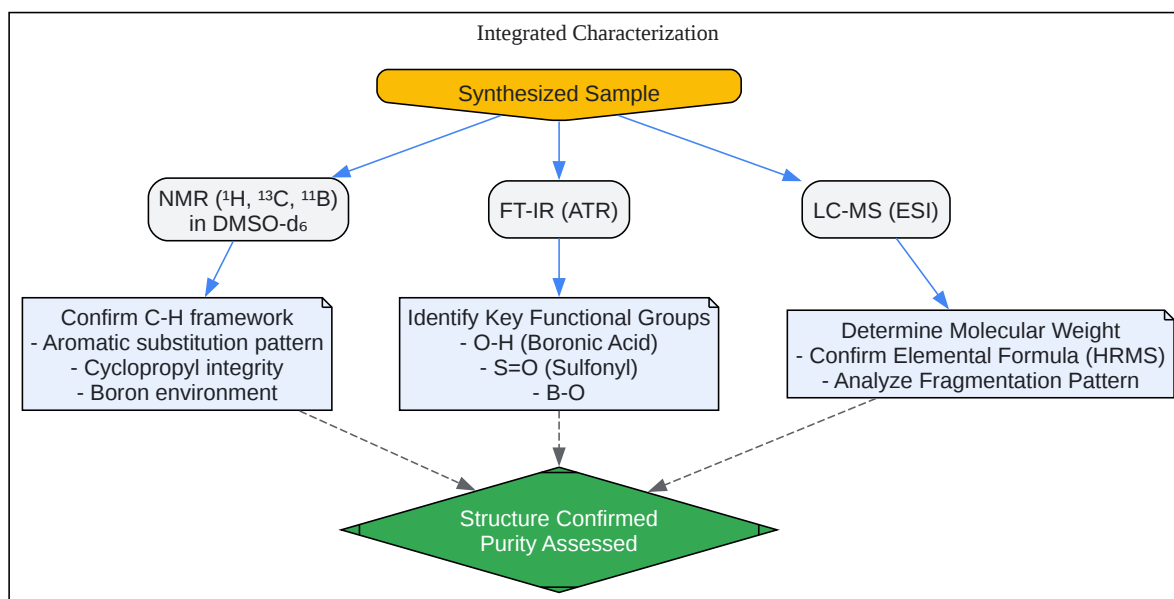 Integrated Characterization
Synthesized Sample
NMR (¹H, ¹³C, ¹¹B)
in DMSO-d₆
FT-IR (ATR)
LC-MS (ESI)
Confirm C-H framework
- Aromatic substitution pattern
- Cyclopropyl integrity
- Boron environment
Identify Key Functional Groups
- O-H (Boronic Acid)
- S=O (Sulfonyl)
- B-O
Determine Molecular Weight
- Confirm Elemental Formula (HRMS)
- Analyze Fragmentation Pattern
Structure Confirmed
Purity Assessed